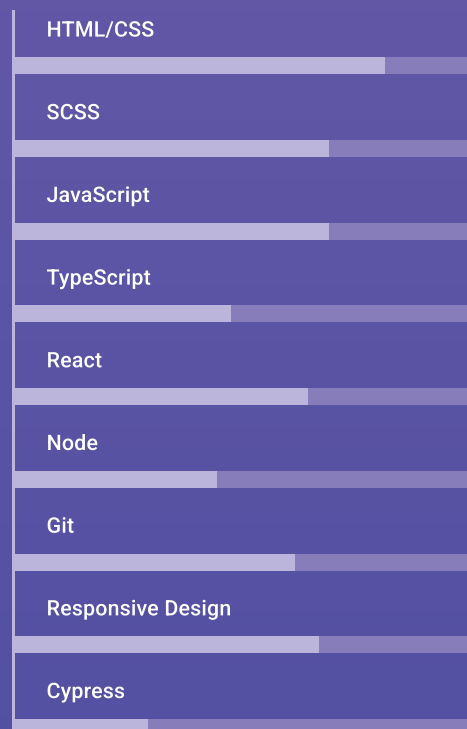 HTML/CSS
SCSS
JavaScript
TypeScript
React
Node
Git
Responsive Design
Cypress